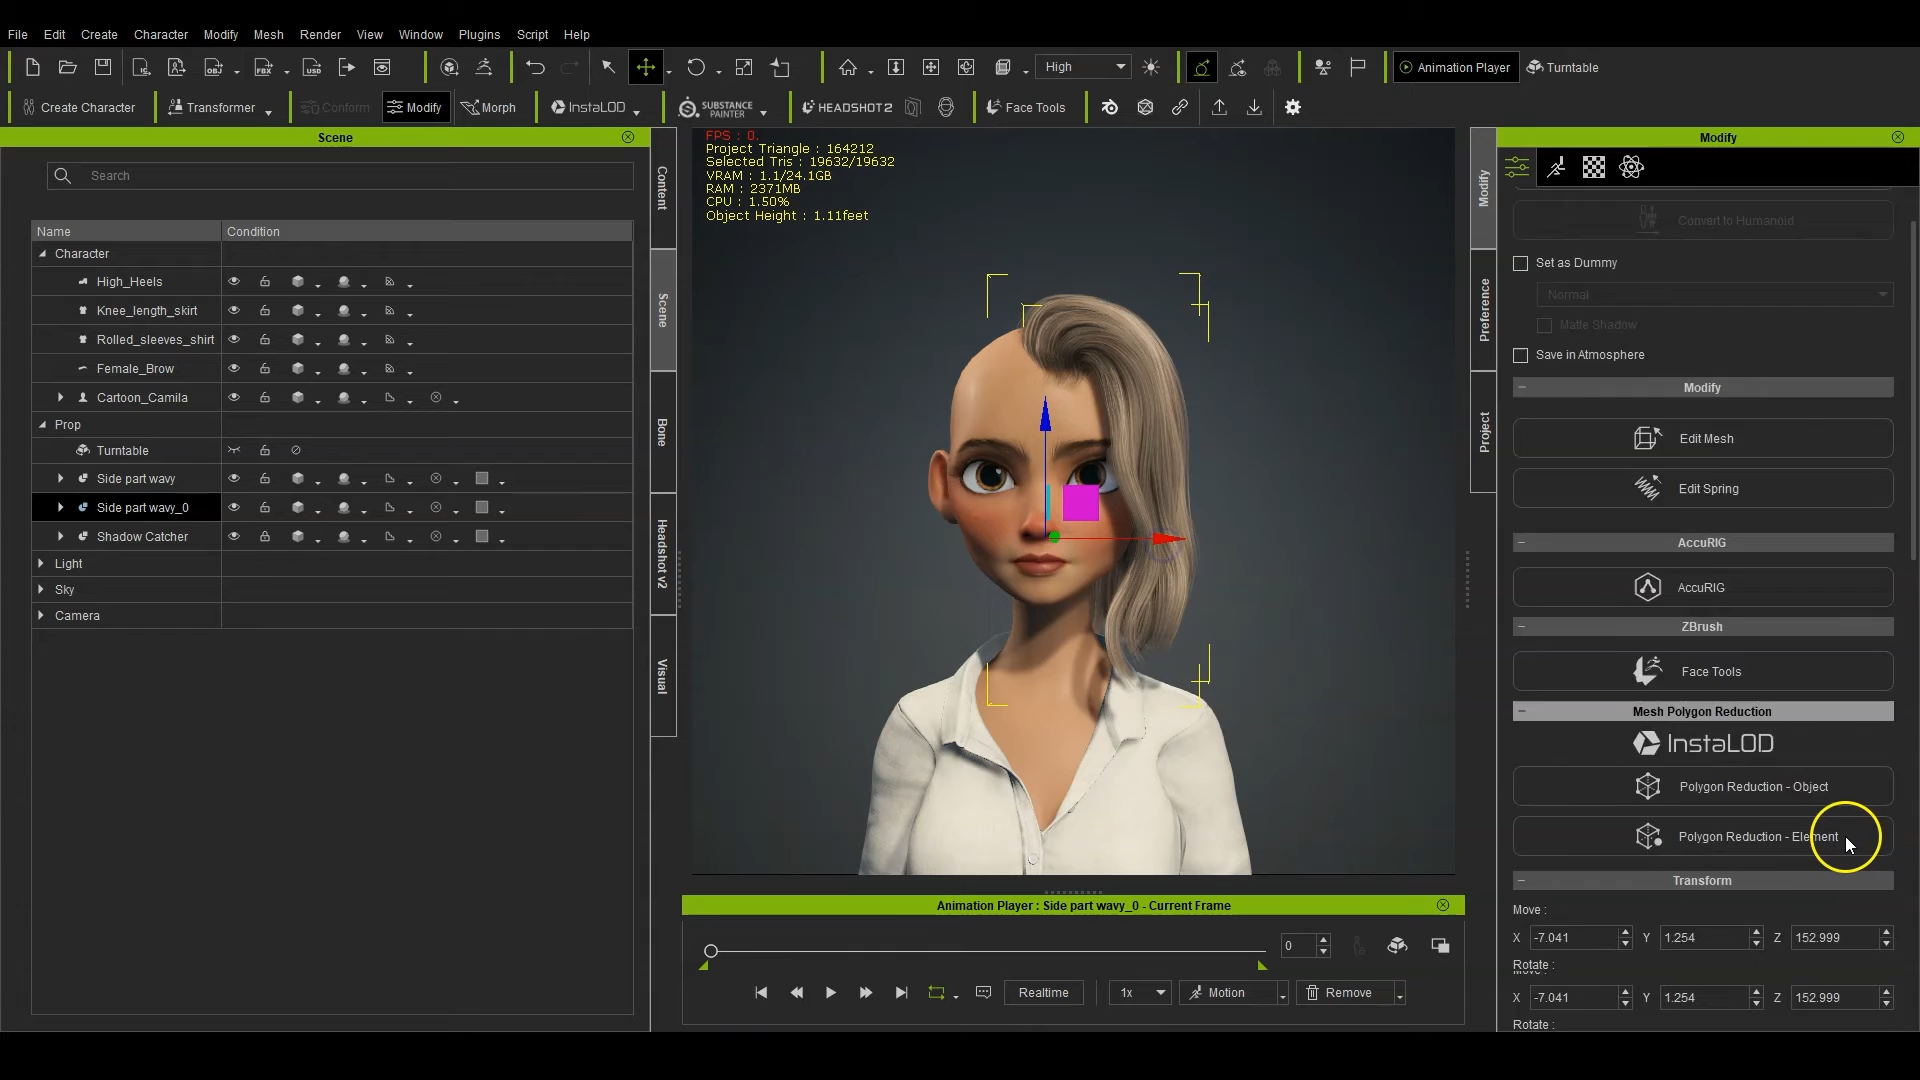 File Edit Create Character Modify Mesh Render View Window Plugins Script Help
High Animation Player Turntable
Create Character Transformer Conform Modify Morph InstaLOD SUBSTANCE PAINTER HEADSHOT 2 Face Tools
Scene
Search
Name Condition
Character
High_Heels
Knee_length_skirt
Rolled_sleeves_shirt
Female_Brow
Cartoon_Camila
Prop
Turntable
Side part wavy
Side part wavy_0
Shadow Catcher
Light
Sky
Camera
Content
Scene
Bone
Headshot v2
Visual
FPS : 0.
Project Triangle : 164212
Selected Tris : 19632/19632
VRAM : 1.1/24.1GB
RAM : 2371MB
CPU : 1.50%
Object Height : 1.11feet
Animation Player : Side part wavy_0 - Current Frame
0
Realtime 1x Motion Remove
Modify
Preference
Project
Modify
Convert to Humanoid
Set as Dummy
Normal
Matte Shadow
Save in Atmosphere
Modify
Edit Mesh
Edit Spring
AccuRIG
AccuRIG
ZBrush
Face Tools
Mesh Polygon Reduction
InstaLOD
Polygon Reduction - Object
Polygon Reduction - Element
Transform
Move :
X -7.041 Y 1.254 Z 152.999
Rotate :
X -7.041 Y 1.254 Z 152.999
Rotate :